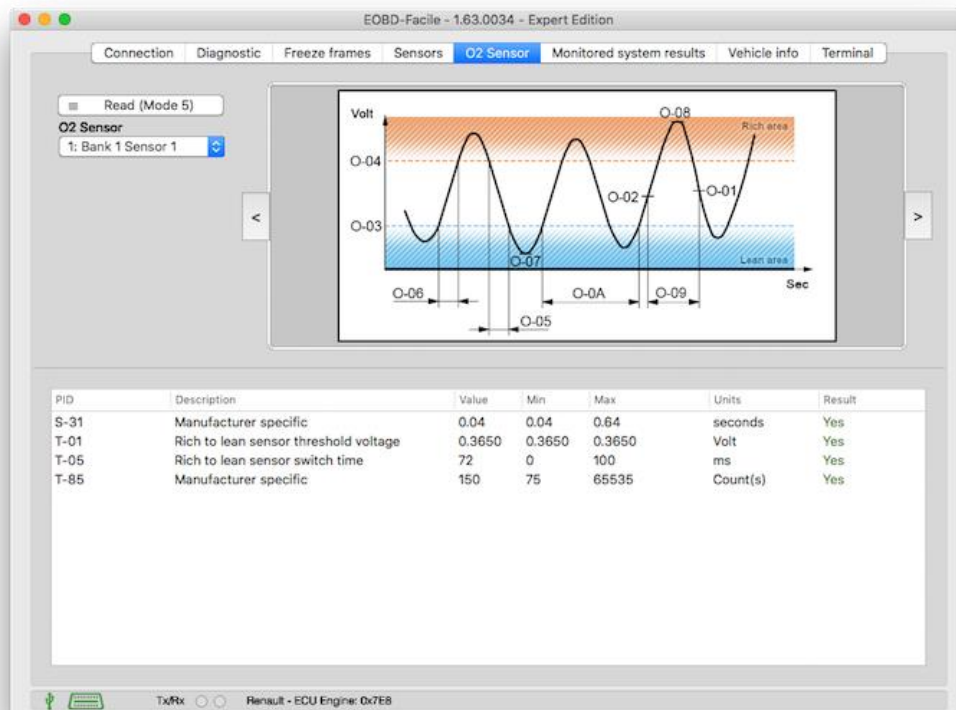 EOBD-Facile - 1.63.0034 - Expert Edition
Connection Diagnostic Freeze frames Sensors O2 Sensor Monitored system results Vehicle info Terminal
Read (Mode 5)
O2 Sensor
1: Bank 1 Sensor 1
<
>
Volt
O-08
Rich area
O-04
O-02
O-01
O-03
O-07
Lean area
Sec
O-06
O-0A
O-09
O-05
PID Description Value Min Max Units Result
S-31 Manufacturer specific 0.04 0.04 0.64 seconds Yes
T-01 Rich to lean sensor threshold voltage 0.3650 0.3650 0.3650 Volt Yes
T-05 Rich to lean sensor switch time 72 0 100 ms Yes
T-85 Manufacturer specific 150 75 65535 Count(s) Yes
Tx/Rx Renault - ECU Engine: 0x7E8